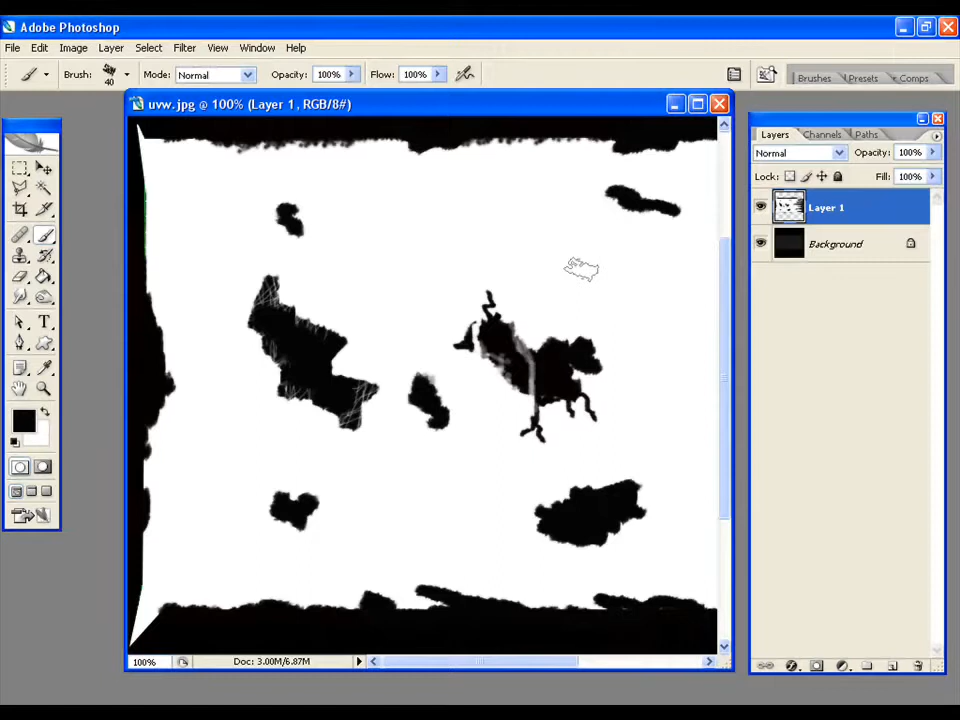 Adobe Photoshop
File Edit Image Layer Select Filter View Window Help
Brush: 40 Mode: Normal Opacity: 100% Flow: 100% Brushes Presets Comps
uvw.jpg @ 100% (Layer 1, RGB/8#)
Layers Channels Paths
Normal Opacity: 100%
Lock: Fill: 100%
Layer 1
Background
100% Doc: 3.00M/6.87M